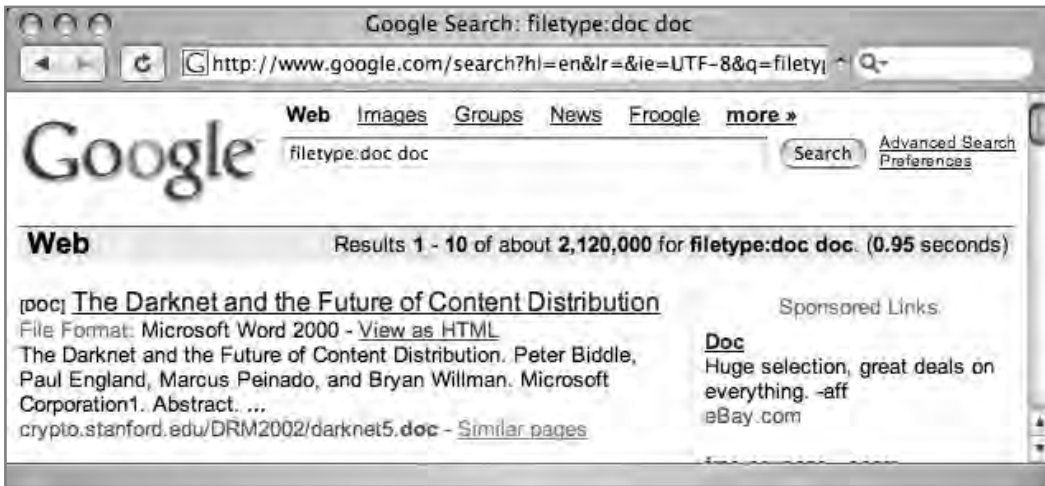 Google Search: filetype:doc doc
http://www.google.com/search?hl=en&lr=&ie=UTF-8&q=filety
Web Images Groups News Froogle more »
Google
filetype:doc doc
Search
Advanced Search
Preferences
Web
Results 1 - 10 of about 2,120,000 for filetype:doc doc. (0.95 seconds)
[DOC] The Darknet and the Future of Content Distribution
File Format: Microsoft Word 2000 - View as HTML
The Darknet and the Future of Content Distribution. Peter Biddle,
Paul England, Marcus Peinado, and Bryan Willman. Microsoft
Corporation1. Abstract. ...
crypto.stanford.edu/DRM2002/darknet5.doc - Similar pages
Sponsored Links
Doc
Huge selection, great deals on
everything. -aff
eBay.com